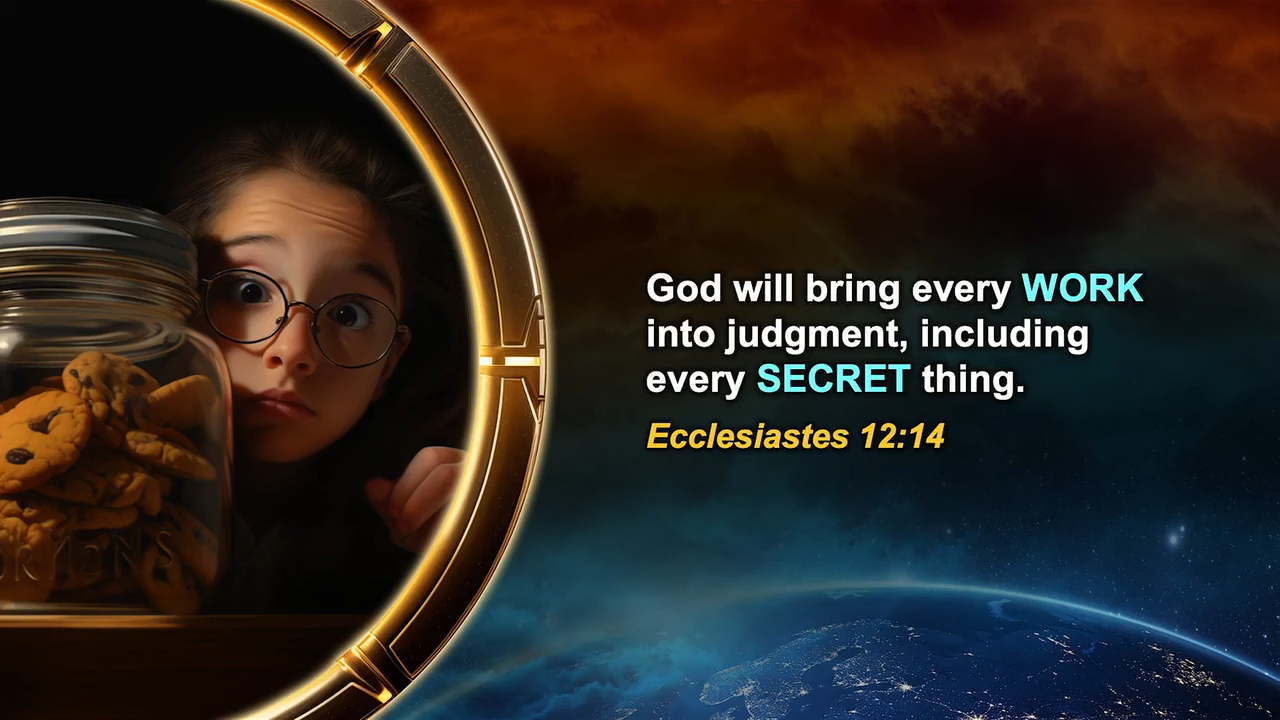 God will bring every WORK
into judgment, including
every SECRET thing.
Ecclesiastes 12:14